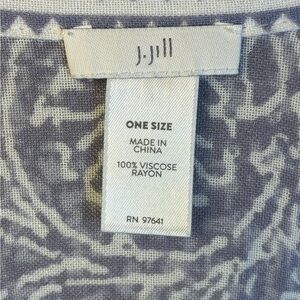 J.Jill
ONE SIZE
MADE IN
CHINA
100% VISCOSE
RAYON
RN 97641